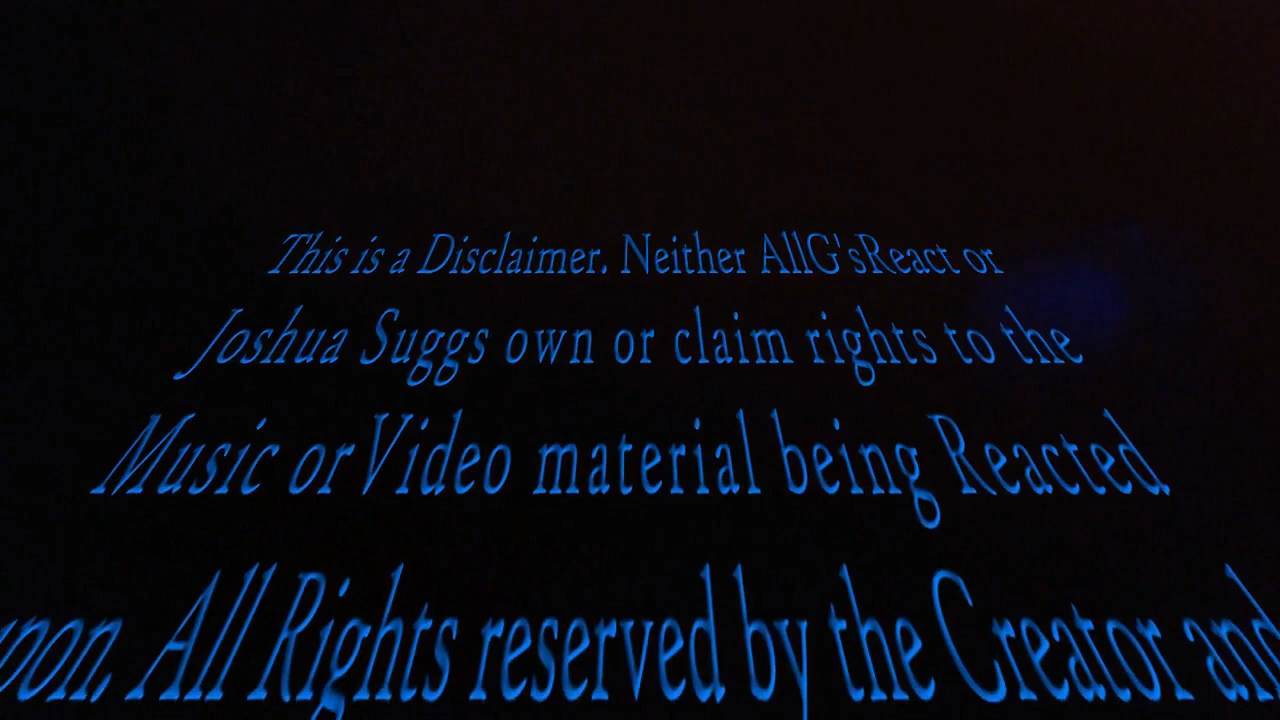 This is a Disclaimer. Neither AllG'sReact or
Joshua Suggs own or claim rights to the
Music or Video material being Reacted
upon. All Rights reserved by the Creator and